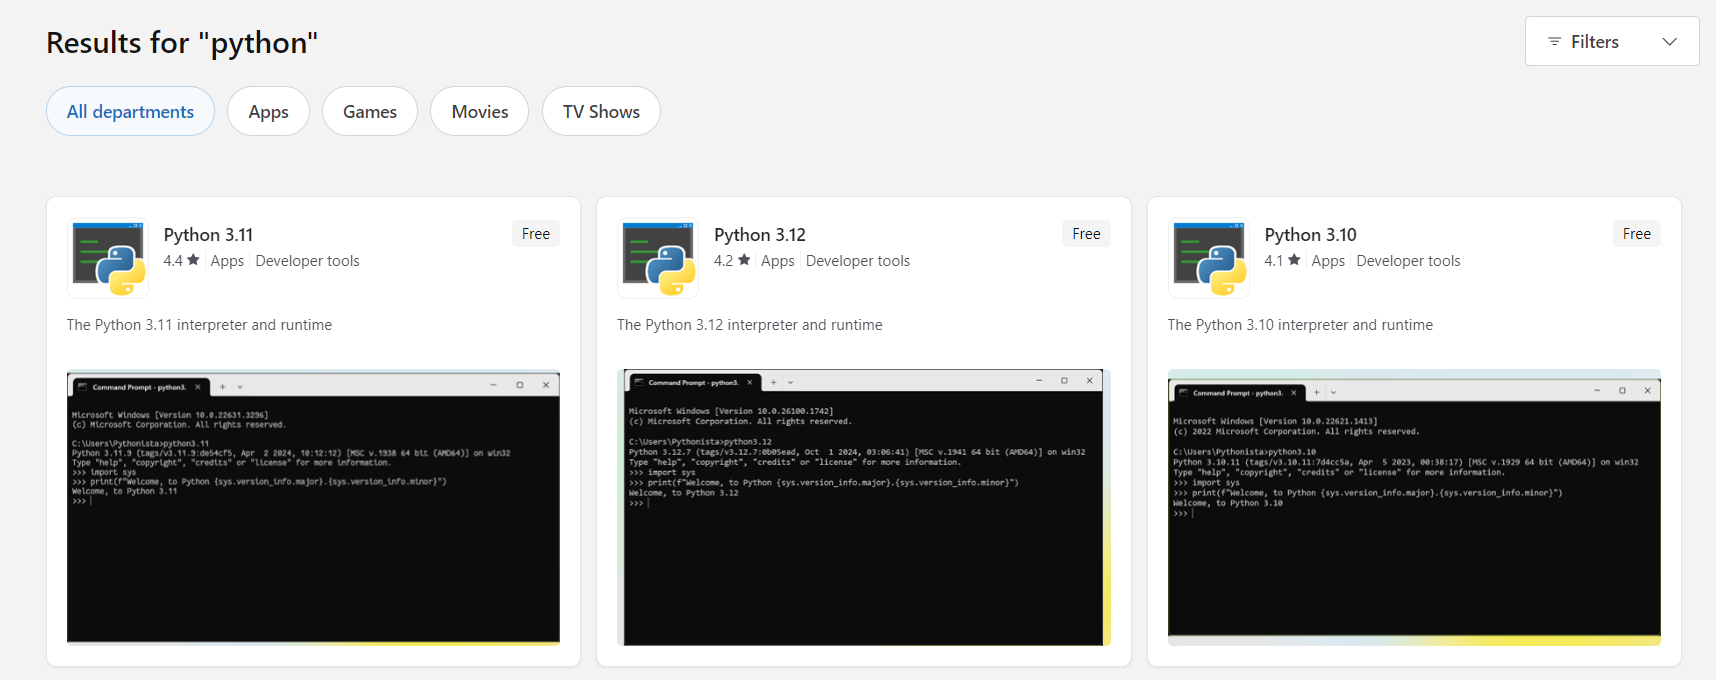 Results for "python"
Filters
All departments
Apps
Games
Movies
TV Shows
Python 3.11
Free
4.4 ★ Apps Developer tools
The Python 3.11 interpreter and runtime
Command Prompt - python3.
Microsoft Windows [Version 10.0.22631.3296]
(c) Microsoft Corporation. All rights reserved.
C:\Users\Pythonista>python3.11
Python 3.11.9 (tags/v3.11.9:de54cf5, Apr  2 2024, 10:12:12) [MSC v.1938 64 bit (AMD64)] on win32
Type "help", "copyright", "credits" or "license" for more information.
>>> import sys
>>> print(f"Welcome, to Python {sys.version_info.major}.{sys.version_info.minor}")
Welcome, to Python 3.11
>>>
Python 3.12
Free
4.2 ★ Apps Developer tools
The Python 3.12 interpreter and runtime
Command Prompt - python3.
Microsoft Windows [Version 10.0.26100.1742]
(c) Microsoft Corporation. All rights reserved.
C:\Users\Pythonista>python3.12
Python 3.12.7 (tags/v3.12.7:0b05ead, Oct  1 2024, 03:06:41) [MSC v.1941 64 bit (AMD64)] on win32
Type "help", "copyright", "credits" or "license" for more information.
>>> import sys
>>> print(f"Welcome, to Python {sys.version_info.major}.{sys.version_info.minor}")
Welcome, to Python 3.12
>>>
Python 3.10
Free
4.1 ★ Apps Developer tools
The Python 3.10 interpreter and runtime
Command Prompt - python3.
Microsoft Windows [Version 10.0.22621.1413]
(c) 2022 Microsoft Corporation. All rights reserved.
C:\Users\Pythonista>python3.10
Python 3.10.11 (tags/v3.10.11:7d4cc5a, Apr  5 2023, 00:38:17) [MSC v.1929 64 bit (AMD64)] on win32
Type "help", "copyright", "credits" or "license" for more information.
>>> import sys
>>> print(f"Welcome, to Python {sys.version_info.major}.{sys.version_info.minor}")
Welcome, to Python 3.10
>>>